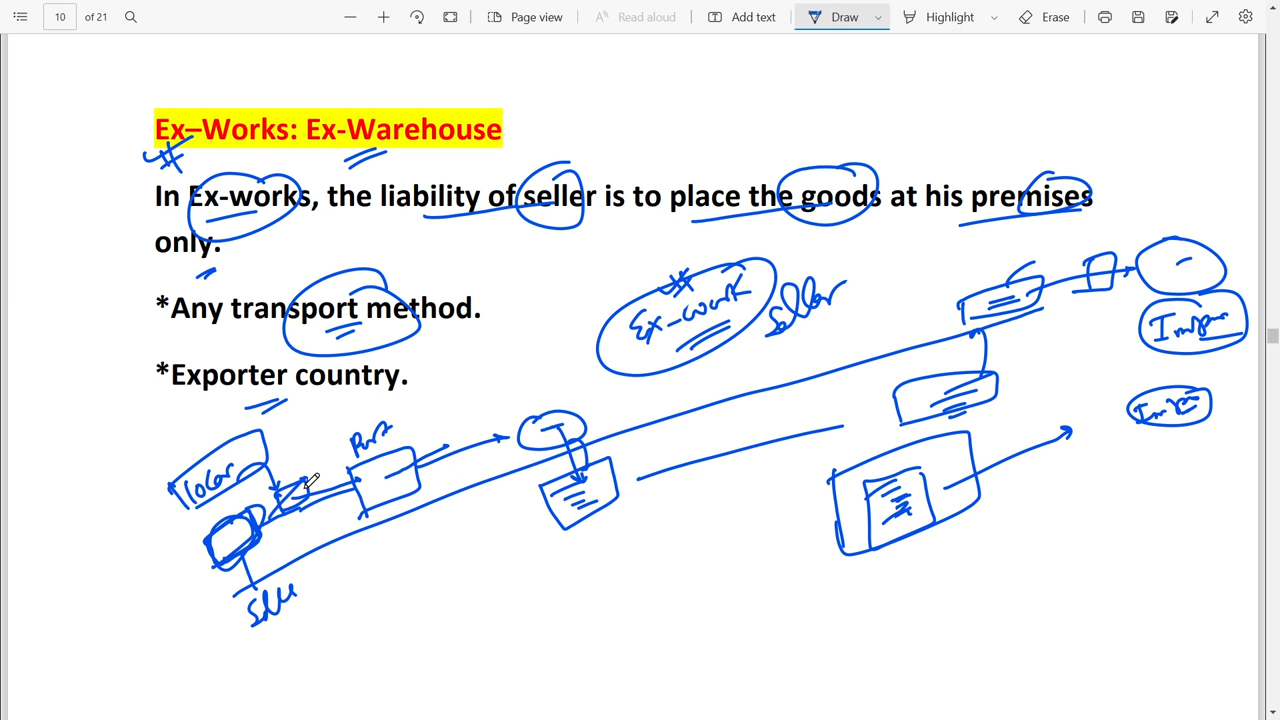 10 of 21 Page view Read aloud Add text Draw Highlight Erase
Ex–Works: Ex-Warehouse
In Ex-works, the liability of seller is to place the goods at his premises
only.
*Any transport method.
*Exporter country.
Ex-work
Seller
Port